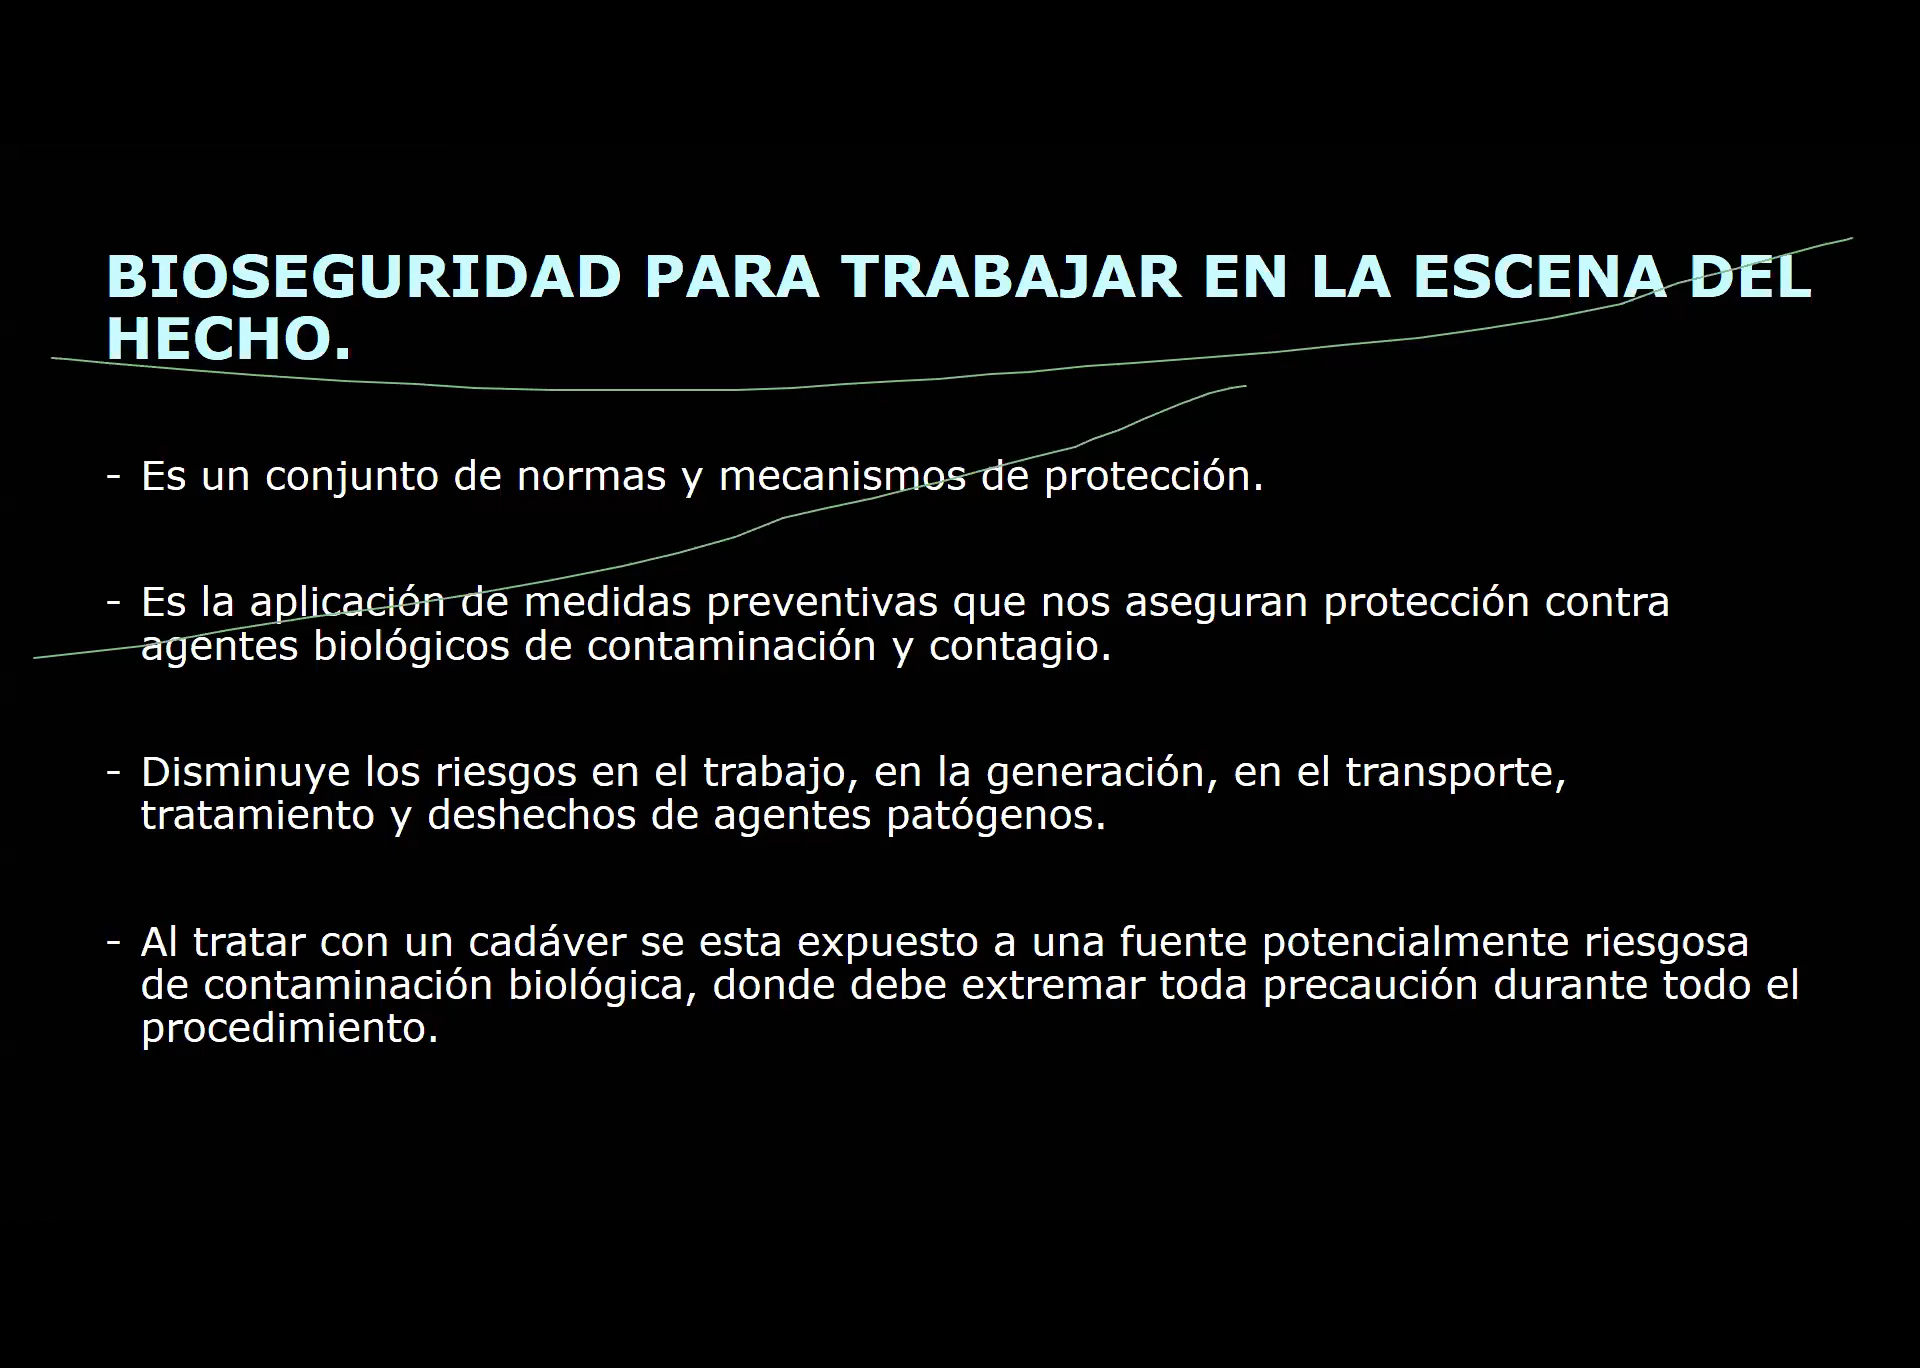 BIOSEGURIDAD PARA TRABAJAR EN LA ESCENA DEL
HECHO.
- Es un conjunto de normas y mecanismos de protección.
- Es la aplicación de medidas preventivas que nos aseguran protección contra
agentes biológicos de contaminación y contagio.
- Disminuye los riesgos en el trabajo, en la generación, en el transporte,
tratamiento y deshechos de agentes patógenos.
- Al tratar con un cadáver se esta expuesto a una fuente potencialmente riesgosa
de contaminación biológica, donde debe extremar toda precaución durante todo el
procedimiento.